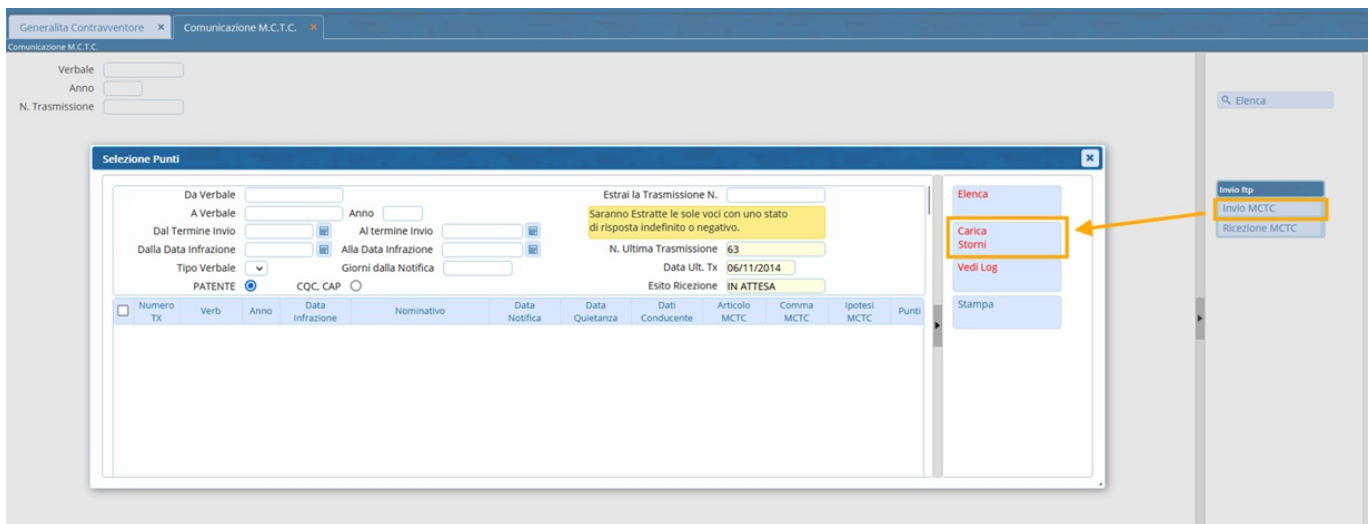 Generalita Contravventore ×
Comunicazione M.C.T.C. ×
Comunicazione M.C.T.C.
Verbale
Anno
N. Trasmissione
Elenca
Invio ftp
Invio MCTC
Ricezione MCTC
Selezione Punti
Da Verbale
Estrai la Trasmissione N.
A Verbale Anno
Saranno Estratte le sole voci con uno stato
di risposta indefinito o negativo.
Dal Termine Invio Al termine Invio
Dalla Data Infrazione Alla Data Infrazione
N. Ultima Trasmissione 63
Tipo Verbale Giorni dalla Notifica
Data Ult. Tx 06/11/2014
PATENTE CQC, CAP
Esito Ricezione IN ATTESA
Numero Data Data Data Dati Articolo Comma Ipotesi
TX Verb Anno Infrazione Nominativo Notifica Quietanza Conducente MCTC MCTC MCTC Punti
Elenca
Carica
Storni
Vedi Log
Stampa